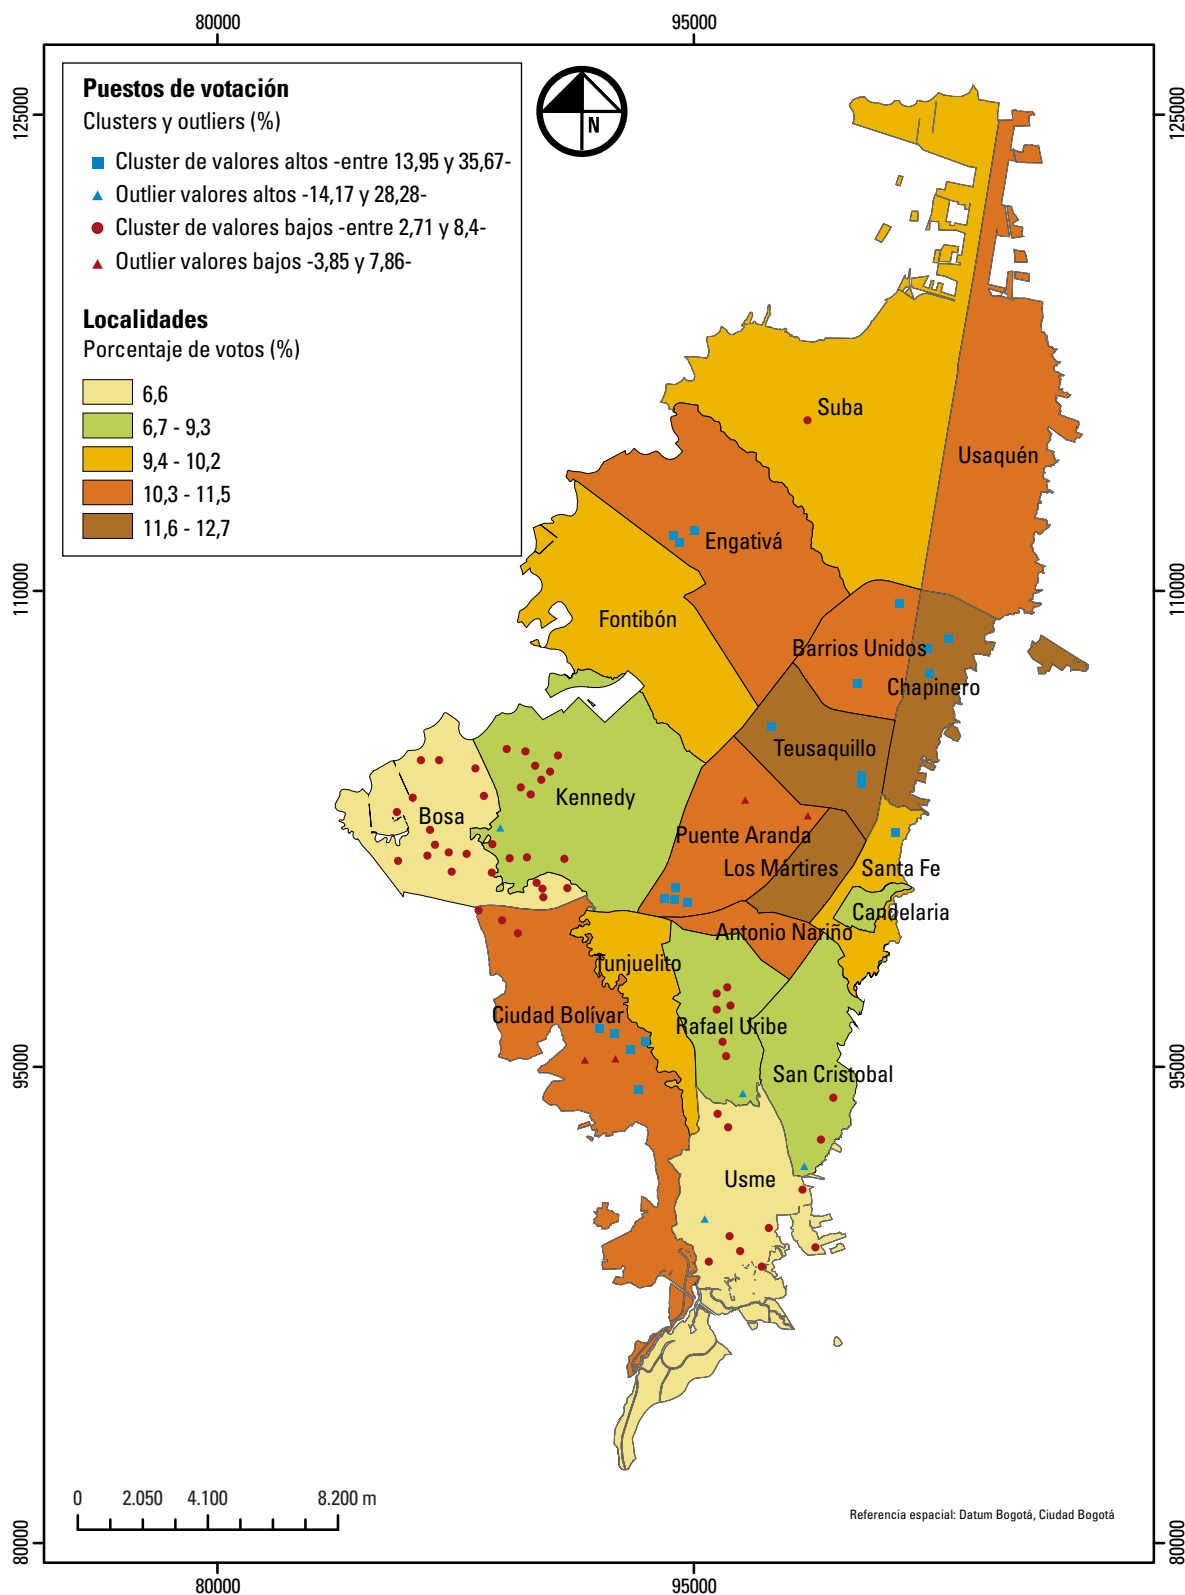 80000
95000
125000
125000
Puestos de votación
Clusters y outliers (%)
Cluster de valores altos -entre 13,95 y 35,67-
Outlier valores altos -14,17 y 28,28-
Cluster de valores bajos -entre 2,71 y 8,4-
Outlier valores bajos -3,85 y 7,86-
Localidades
Porcentaje de votos (%)
6,6
6,7 - 9,3
9,4 - 10,2
10,3 - 11,5
11,6 - 12,7
N
Suba
Usaquén
Engativá
110000
110000
Fontibón
Barrios Unidos
Chapinero
Teusaquillo
Kennedy
Bosa
Puente Aranda
Los Mártires
Santa Fe
Candelaria
Antonio Nariño
Tunjuelito
Ciudad Bolívar
Rafael Uribe
San Cristobal
95000
95000
Usme
0 2.050 4.100 8.200 m
Referencia espacial: Datum Bogotá, Ciudad Bogotá
80000
80000
80000
95000